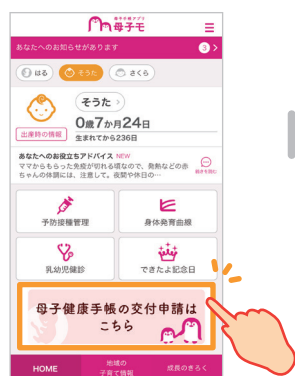 母子手帳アプリ
母子モ
あなたへのお知らせがあります 3
はる そうた さくら
そうた
0歳7か月24日
出産時の情報 生まれてから236日
あなたへのお役立ちアドバイス NEW
ママからもらった免疫が切れる頃なので、発熱などの赤
ちゃんの体調には、注意して。夜間や休日の…
続きを読む
予防接種管理 身体発育曲線
乳幼児健診 できたよ記念日
母子健康手帳の交付申請は
こちら
HOME
地域の
子育て情報
成長のきろく